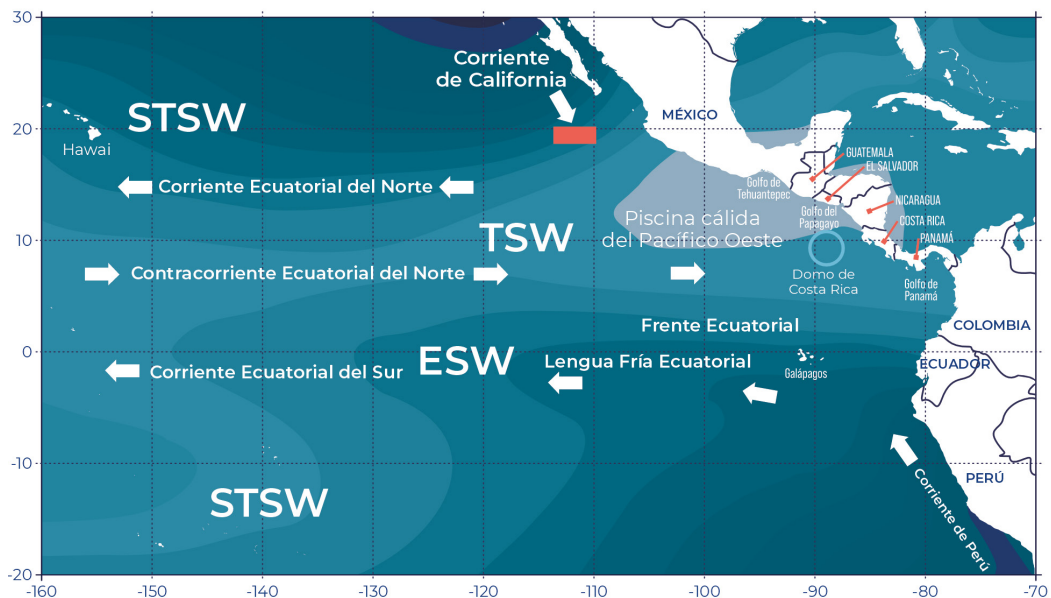 30
Corriente
de California
STSW
MÉXICO
20
Hawai
GUATEMALA
EL SALVADOR
Golfo de
Tehuantepec
Corriente Ecuatorial del Norte
NICARAGUA
Golfo del
Papagayo
Piscina cálida
del Pacífico Oeste
COSTA RICA
TSW
PANAMÁ
10
Contracorriente Ecuatorial del Norte
Domo de
Costa Rica
Golfo de
Panamá
Frente Ecuatorial
COLOMBIA
0
ESW
Lengua Fría Ecuatorial
ECUADOR
Corriente Ecuatorial del Sur
Galápagos
-10
PERÚ
STSW
Corriente de Perú
-20
-160
-150
-140
-130
-120
-110
-100
-90
-80
-70